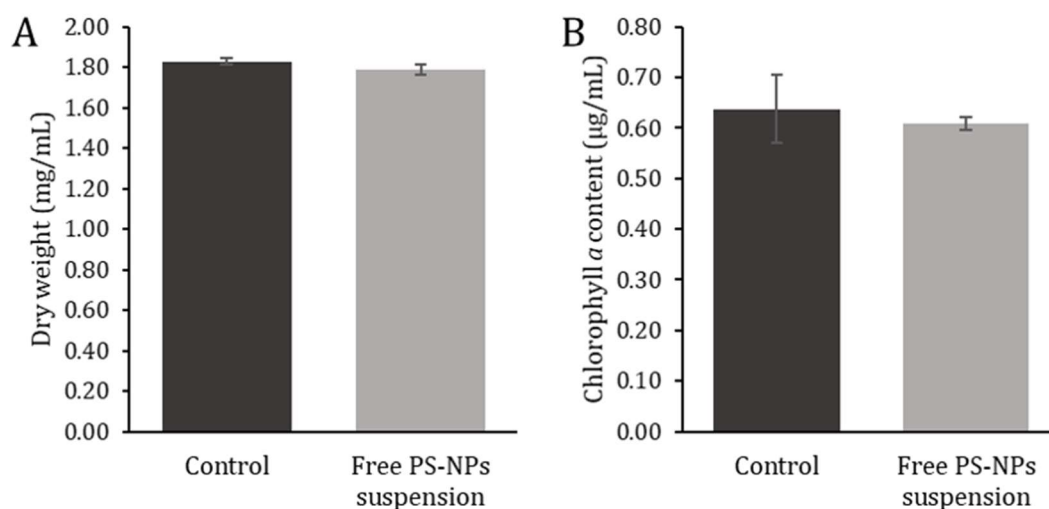 A
Dry weight (mg/mL)
2.00
1.80
1.60
1.40
1.20
1.00
0.80
0.60
0.40
0.20
0.00
Control
Free PS-NPs
suspension
B
Chlorophyll a content (µg/mL)
0.80
0.70
0.60
0.50
0.40
0.30
0.20
0.10
0.00
Control
Free PS-NPs
suspension